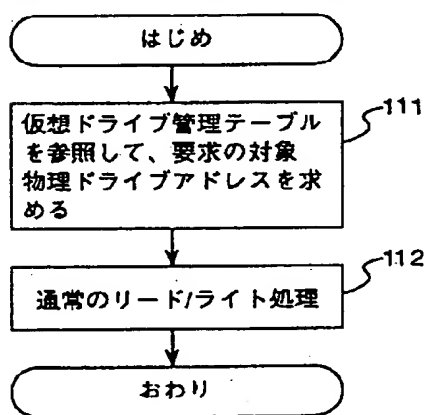 はじめ
仮想ドライブ管理テーブル
を参照して、要求の対象
物理ドライブアドレスを求
める
111
通常のリード/ライト処理
112
おわり